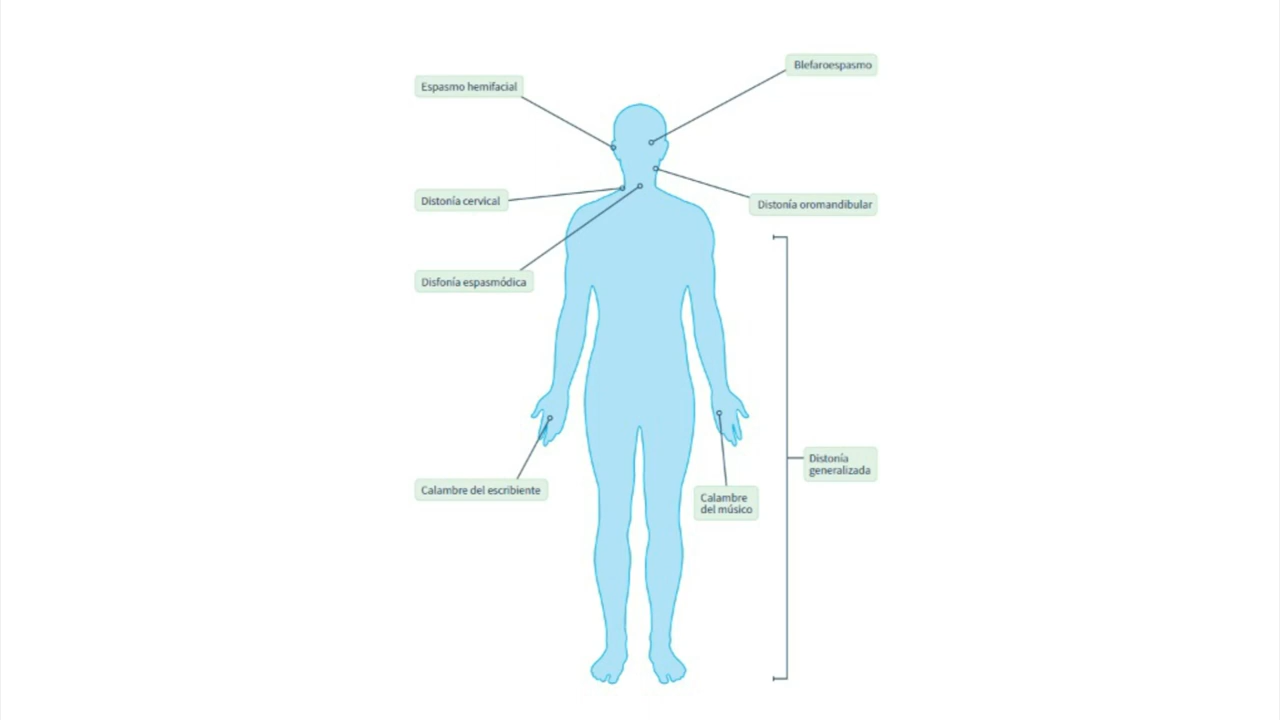 Blefaroespasmo
Espasmo hemifacial
Distonía cervical
Distonía oromandibular
Disfonía espasmódica
Distonía
generalizada
Calambre del escribiente
Calambre
del músico